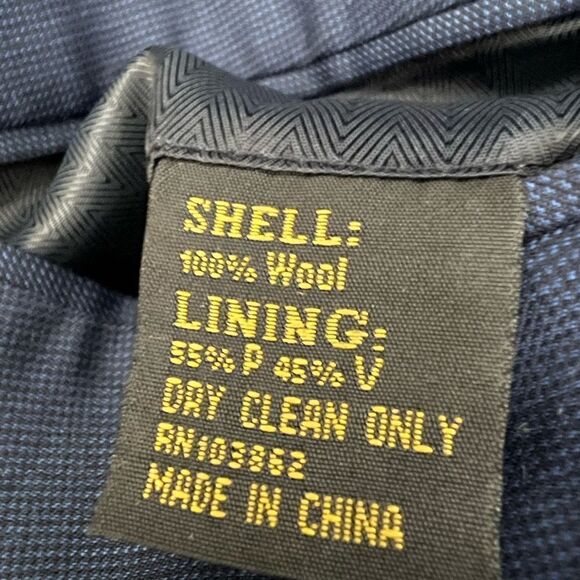 SHELL:
100% Wool
LINING:
55% P 45% V
DRY CLEAN ONLY
RN103862
MADE IN CHINA